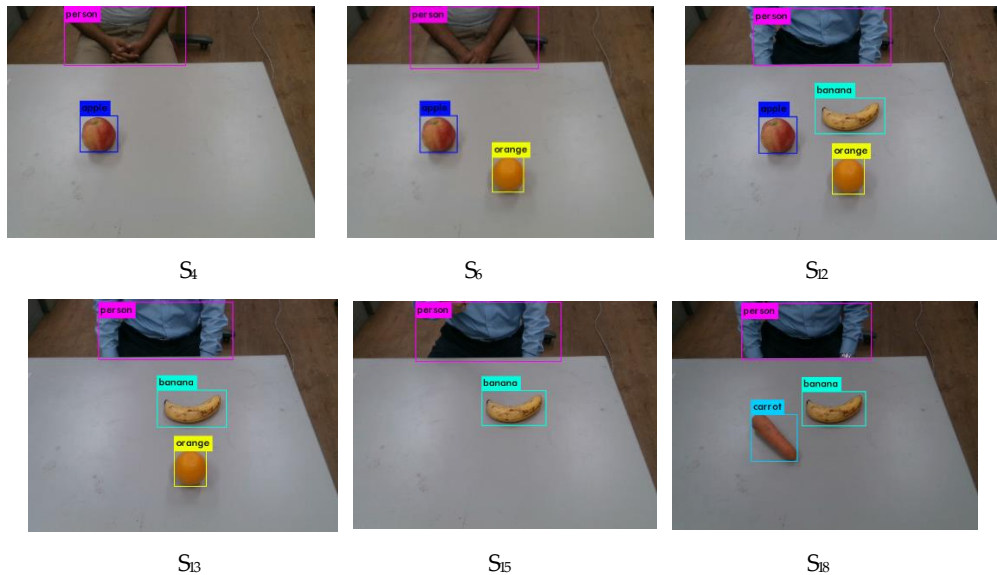 person
apple
S4
person
apple
orange
S6
person
banana
apple
orange
S12
person
banana
orange
S13
person
banana
S15
person
banana
carrot
S18